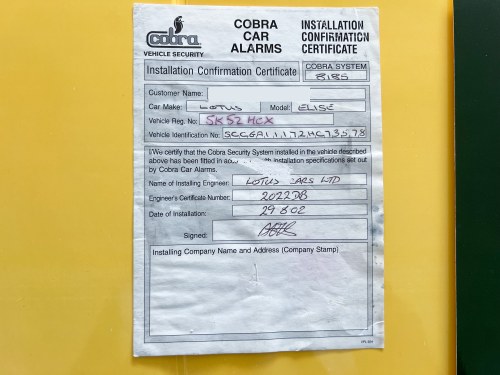 cobra
VEHICLE SECURITY
COBRA
CAR
ALARMS
INSTALLATION
CONFIRMATION
CERTIFICATE
Installation Confirmation Certificate
COBRA SYSTEM
8185
Customer Name:
Car Make: LOTUS Model: ELISE
Vehicle Reg. No: SK52 HCX
Vehicle Identification No: SCCGA11172HC73578
I/We certify that the Cobra Security System installed in the vehicle described
above has been fitted in installation specifications set out
by Cobra Car Alarms.
Name of Installing Engineer: LOTUS CARS LTD
Engineer's Certificate Number: 2022DB
Date of Installation: 29 8 02
Signed:
Installing Company Name and Address (Company Stamp)